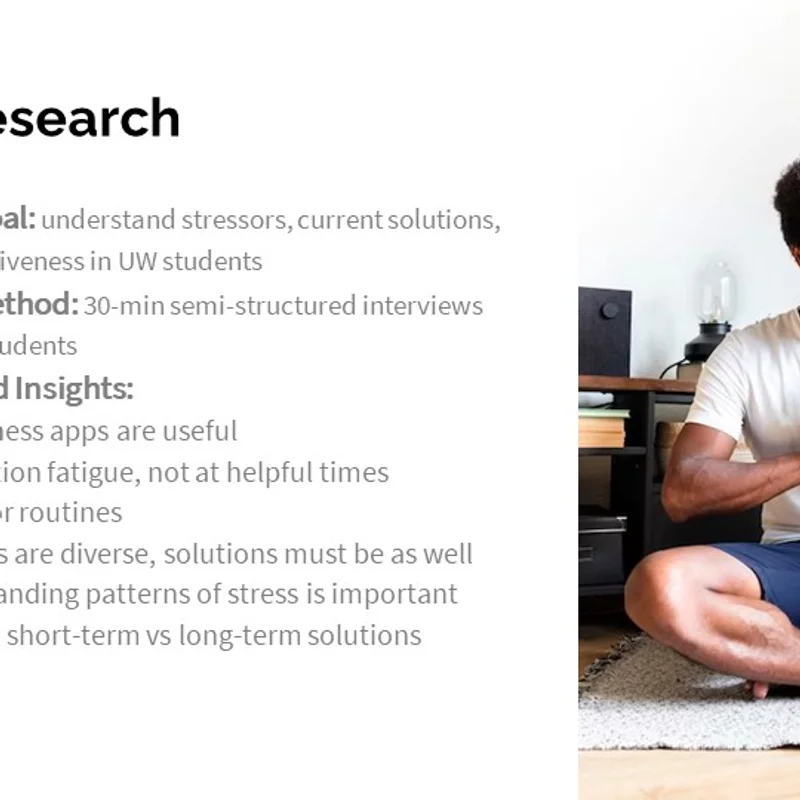 esearch
oal: understand stressors, current solutions,
iveness in UW students
ethod: 30-min semi-structured interviews
udents
d Insights:
ness apps are useful
tion fatigue, not at helpful times
or routines
s are diverse, solutions must be as well
anding patterns of stress is important
short-term vs long-term solutions